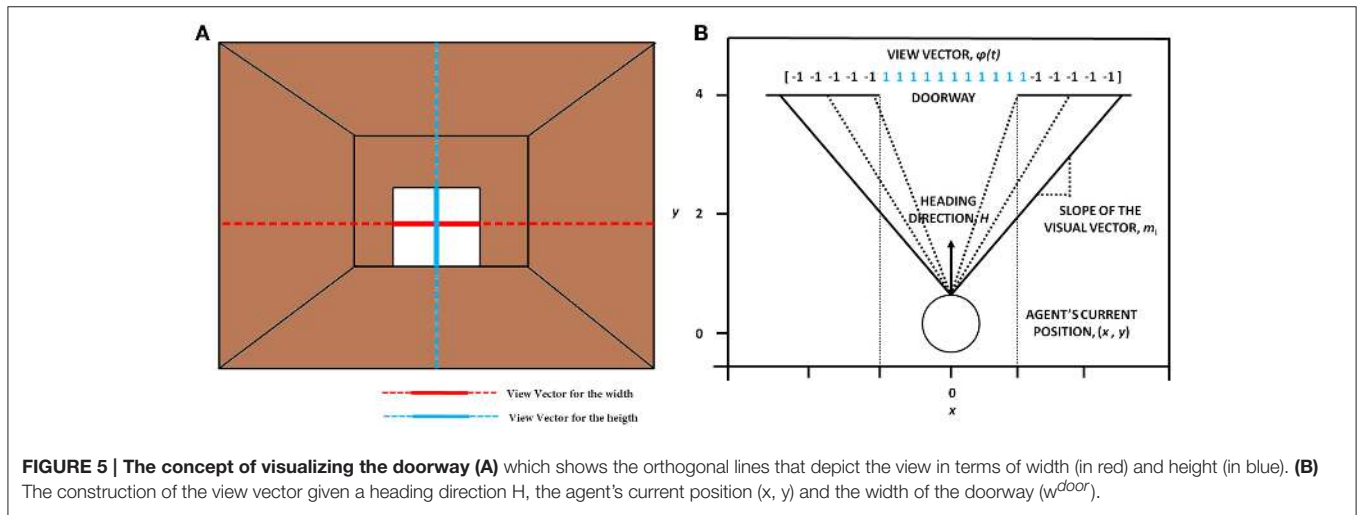 A
View Vector for the width
View Vector for the heigth
B
VIEW VECTOR, φ(t)
[ -1 -1 -1 -1 -1 1 1 1 1 1 1 1 1 1 1 1 -1 -1 -1 -1 -1 ]
DOORWAY
4
HEADING
DIRECTION, H
y
2
SLOPE OF THE
VISUAL VECTOR, mᵢ
AGENT'S CURRENT
POSITION, (x , y)
0
0
x
FIGURE 5 | The concept of visualizing the doorway (A) which shows the orthogonal lines that depict the view in terms of width (in red) and height (in blue). (B)
The construction of the view vector given a heading direction H, the agent's current position (x, y) and the width of the doorway (w^door).